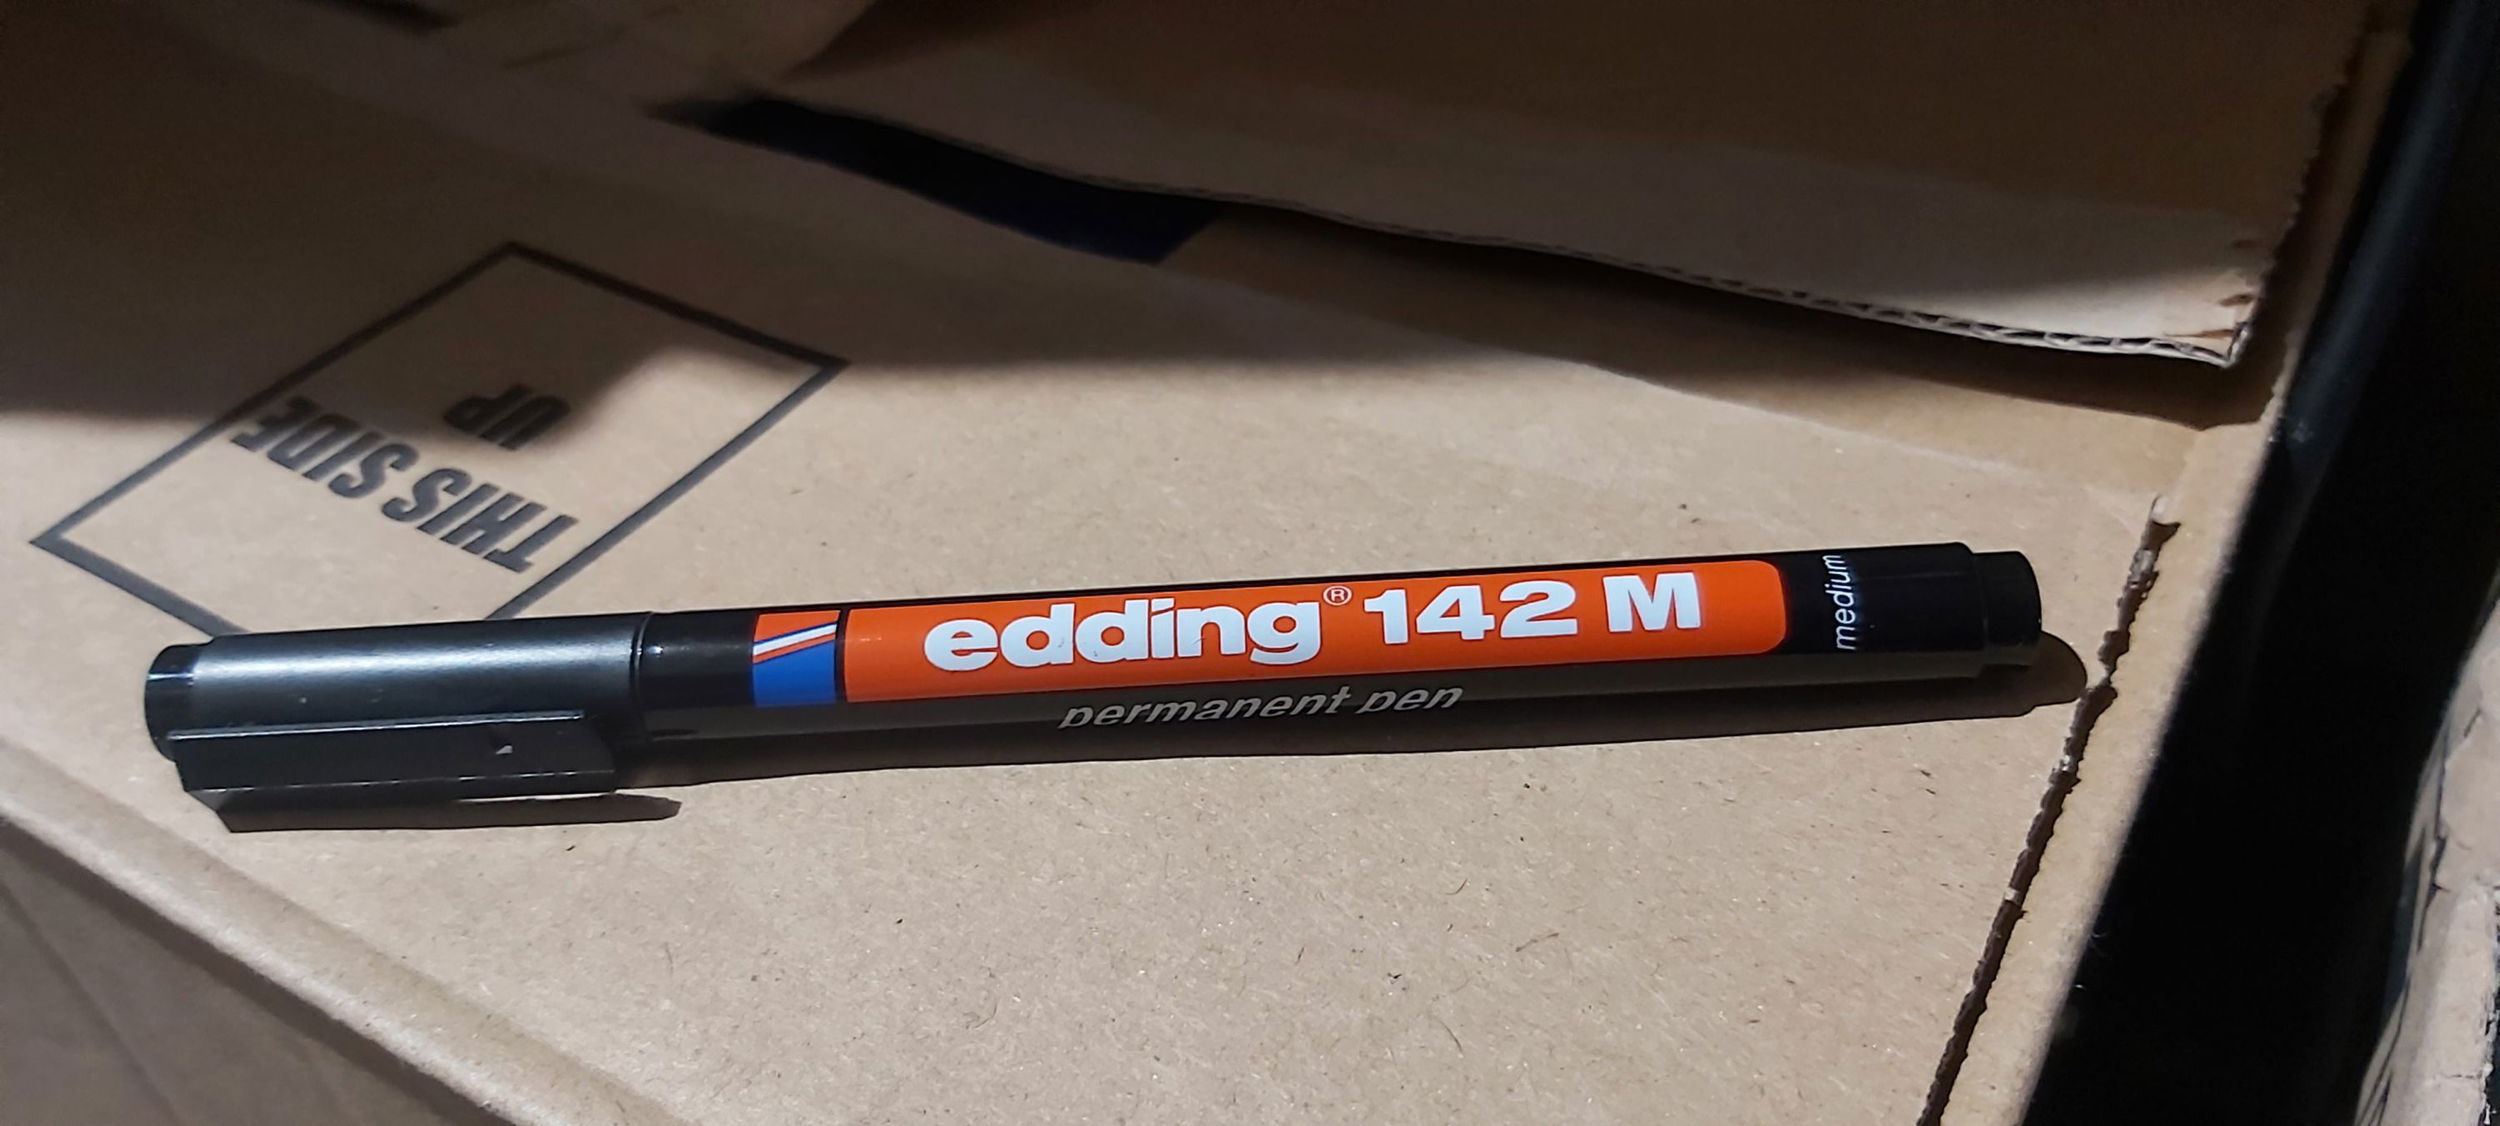 THIS SIDE
UP
edding® 142 M
permanent pen
medium